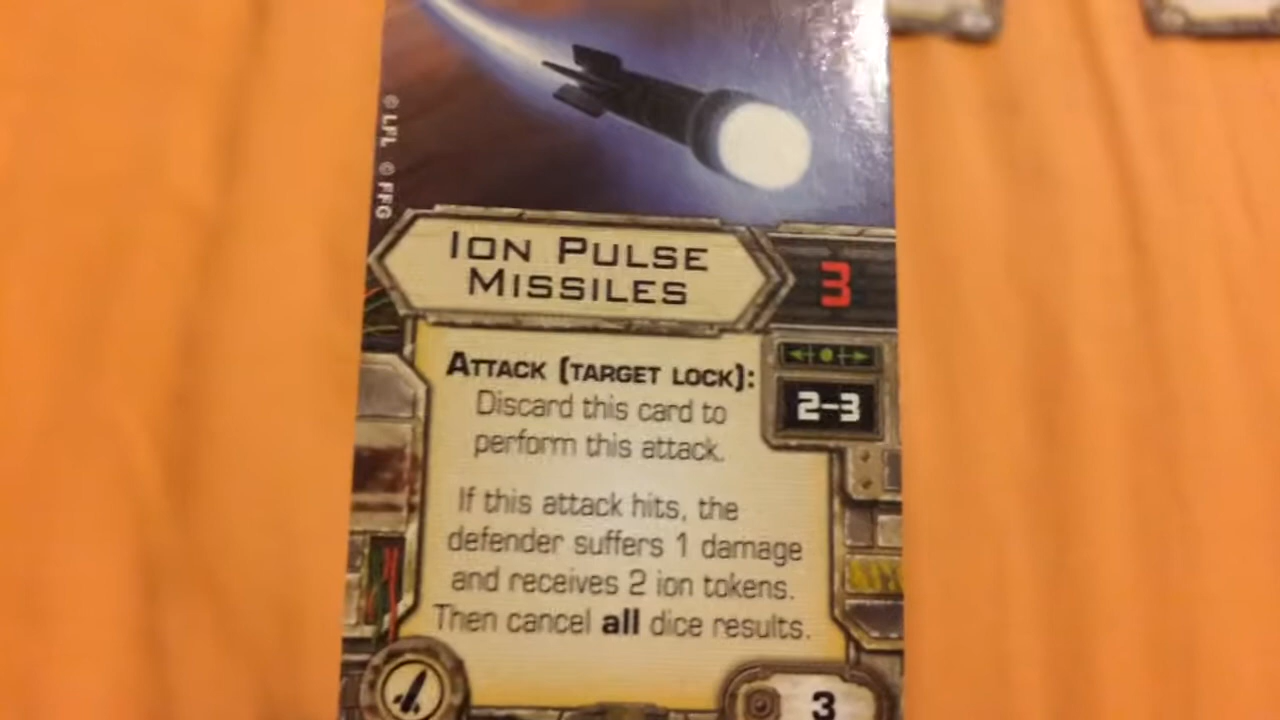 © LFL © FFG
ION PULSE
MISSILES
3
ATTACK (TARGET LOCK):
2-3
Discard this card to
perform this attack.
If this attack hits, the
defender suffers 1 damage
and receives 2 ion tokens.
Then cancel all dice results.
3